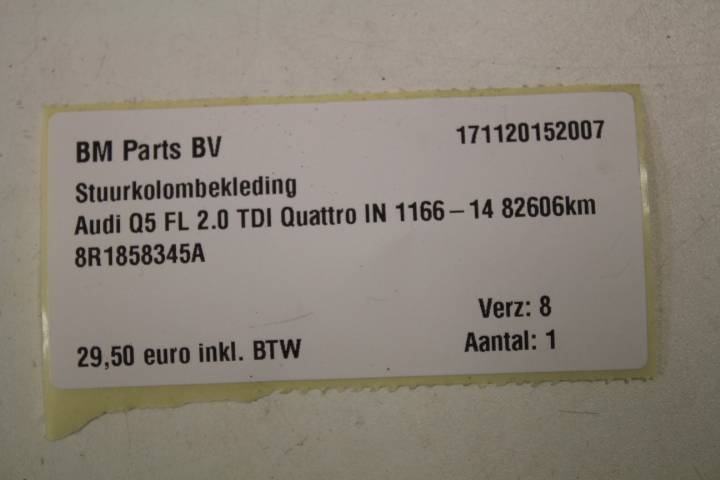 BM Parts BV 171120152007
Stuurkolombekleding
Audi Q5 FL 2.0 TDI Quattro IN 1166 – 14 82606km
8R1858345A
Verz: 8
29,50 euro inkl. BTW Aantal: 1